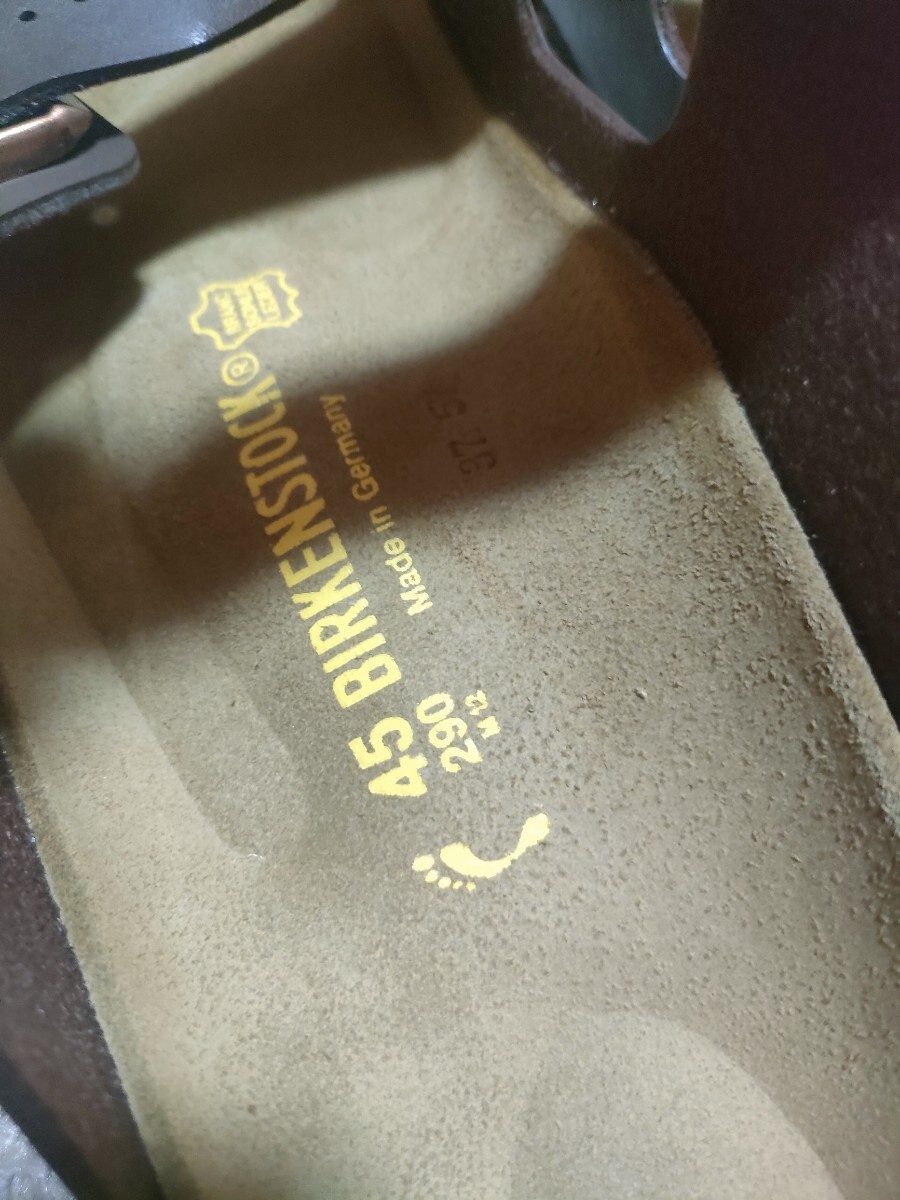 45 BIRKENSTOCK®
290 Made in Germany
M 12